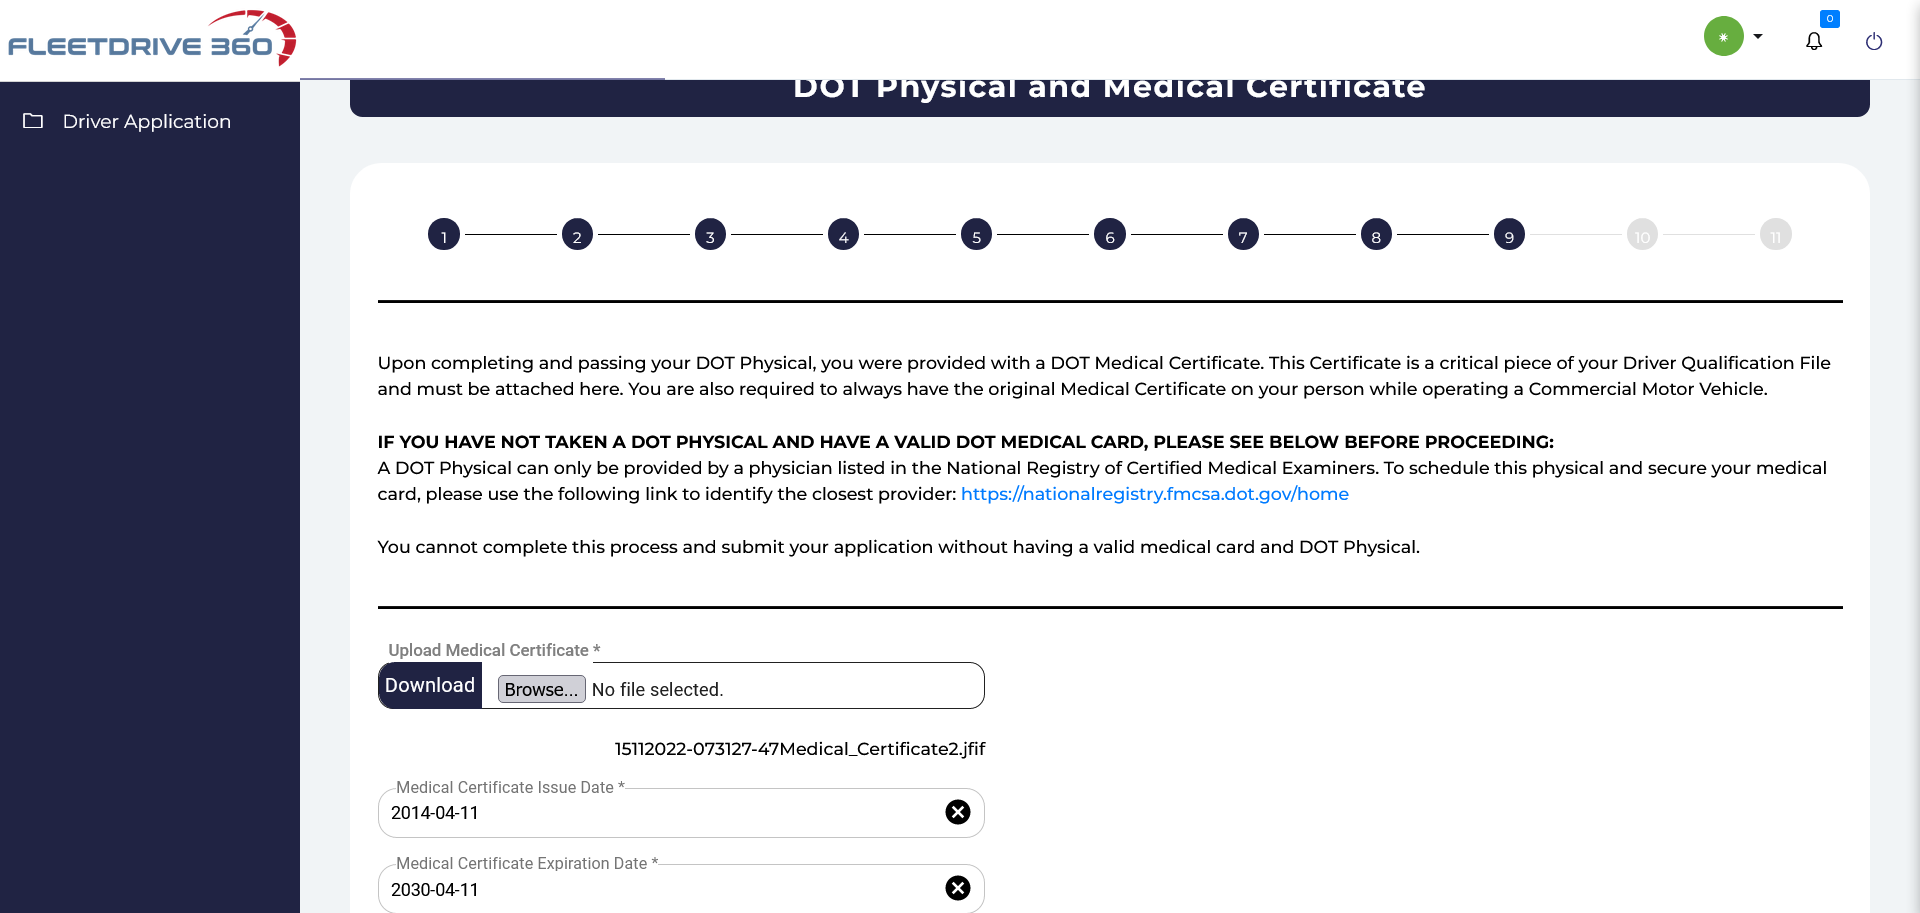 FLEETDRIVE 360
0
Driver Application
DOT Physical and Medical Certificate
1 2 3 4 5 6 7 8 9 10 11
Upon completing and passing your DOT Physical, you were provided with a DOT Medical Certificate. This Certificate is a critical piece of your Driver Qualification File
and must be attached here. You are also required to always have the original Medical Certificate on your person while operating a Commercial Motor Vehicle.
IF YOU HAVE NOT TAKEN A DOT PHYSICAL AND HAVE A VALID DOT MEDICAL CARD, PLEASE SEE BELOW BEFORE PROCEEDING:
A DOT Physical can only be provided by a physician listed in the National Registry of Certified Medical Examiners. To schedule this physical and secure your medical
card, please use the following link to identify the closest provider: https://nationalregistry.fmcsa.dot.gov/home
You cannot complete this process and submit your application without having a valid medical card and DOT Physical.
Upload Medical Certificate *
Download Browse... No file selected.
15112022-073127-47Medical_Certificate2.jfif
Medical Certificate Issue Date *
2014-04-11
Medical Certificate Expiration Date *
2030-04-11